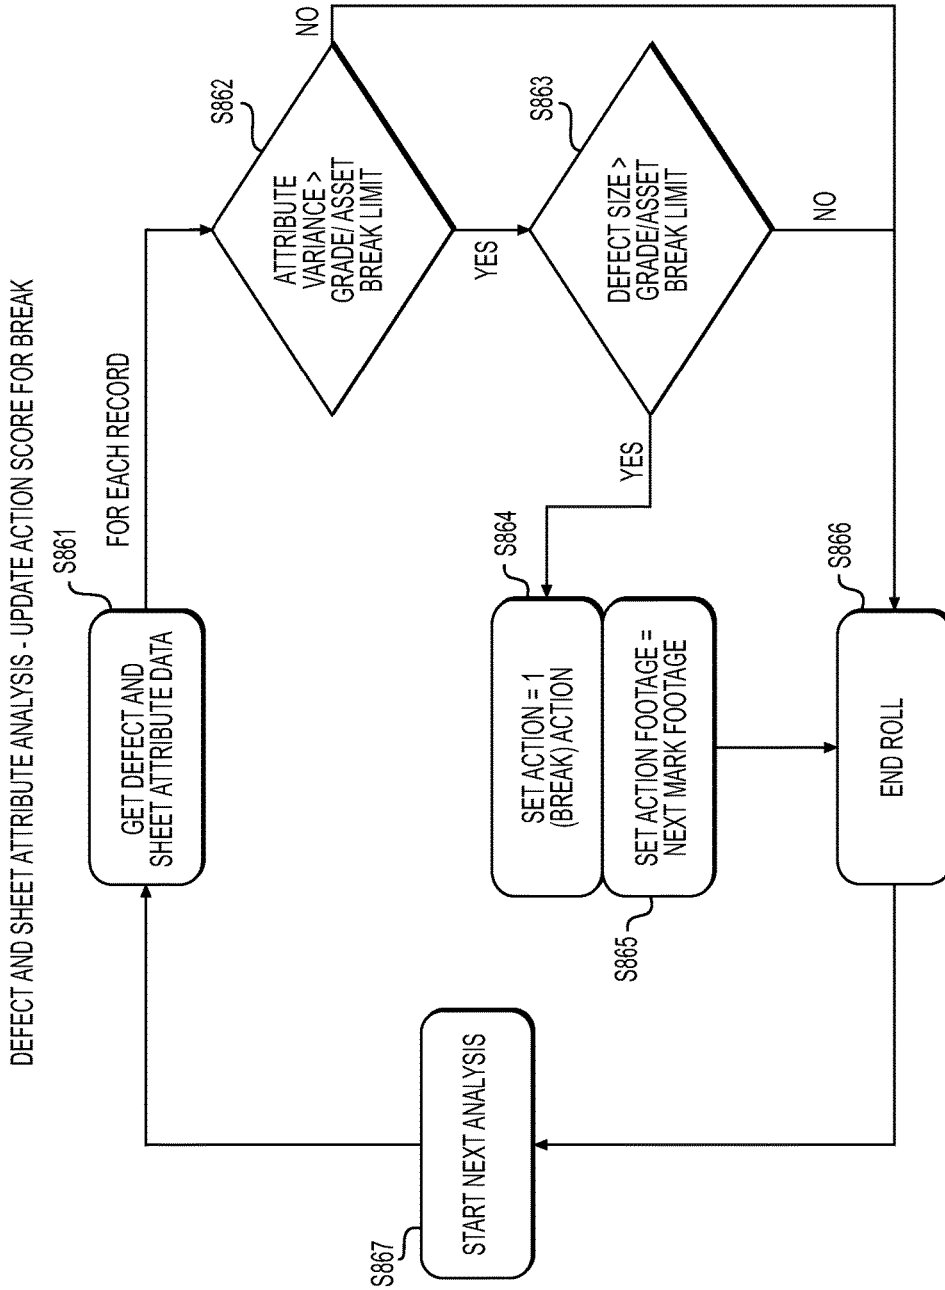 DEFECT AND SHEET ATTRIBUTE ANALYSIS - UPDATE ACTION SCORE FOR BREAK
S861
GET DEFECT AND
SHEET ATTRIBUTE DATA
FOR EACH RECORD
S862
ATTRIBUTE
VARIANCE >
GRADE/ ASSET
BREAK LIMIT
NO
YES
S863
DEFECT SIZE >
GRADE/ASSET
BREAK LIMIT
NO
YES
S864
SET ACTION = 1
(BREAK) ACTION
SET ACTION FOOTAGE =
NEXT MARK FOOTAGE
S865
S866
END ROLL
START NEXT ANALYSIS
S867